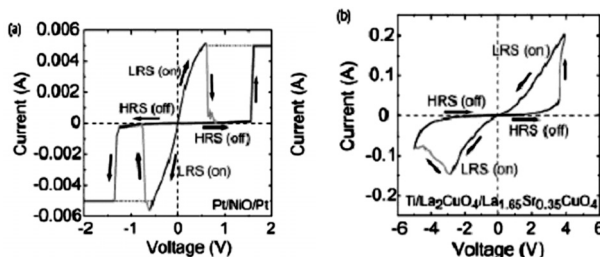 (a)
Current (A)
0.006
0.004
0.002
0
0.002
0.004
0.006
LRS (on)
HRS (off)
HRS (off)
LRS (on)
Pt/NiO/Pt
-2
-1
0
1
2
Voltage (V)
(b)
Current (A)
0.2
0.1
0
-0.1
-0.2
LRS (on)
HRS (off)
HRS (off)
LRS (on)
Ti/La2CuO4/La1.65Sr0.35CuO4
-6
-4
-2
0
2
4
6
Voltage (V)